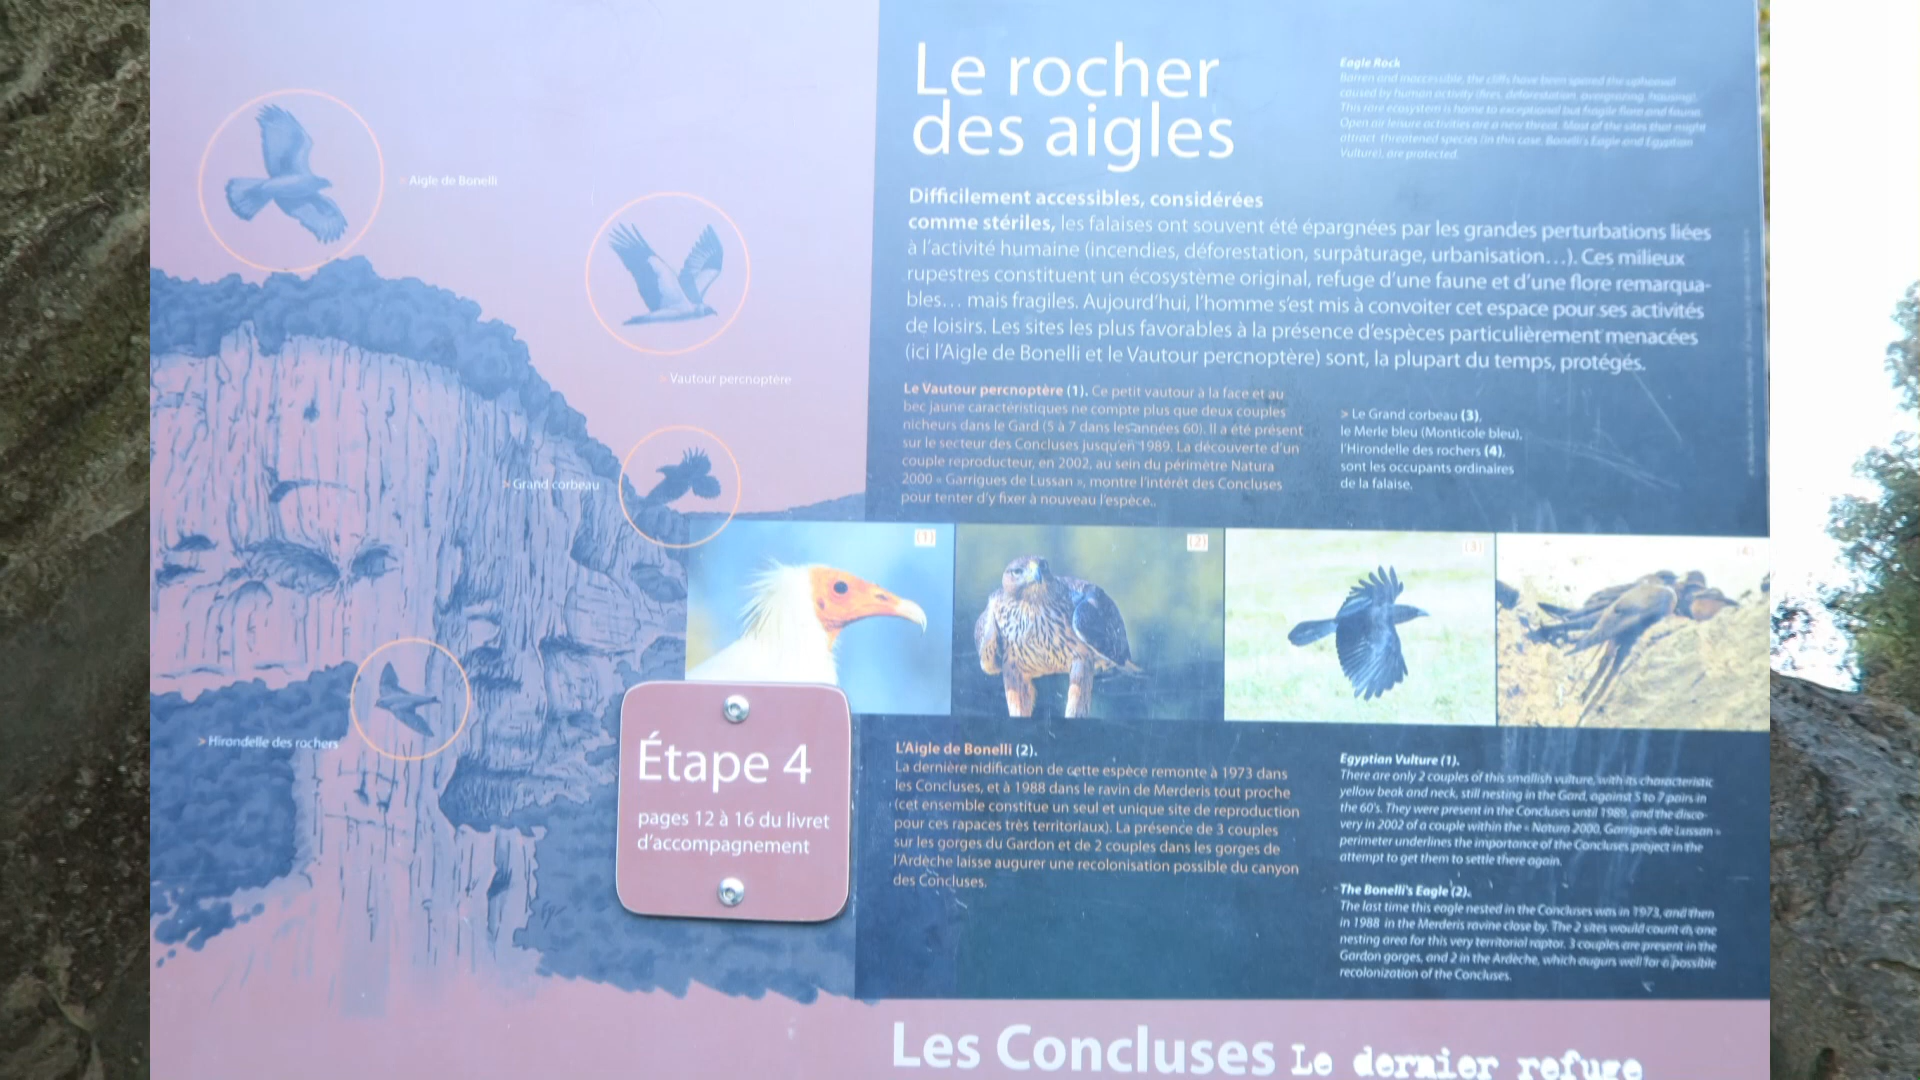 Le rocher
des aigles
Eagle Rock
Barren and inaccessible, the cliffs have been spared the upheaval
caused by human activity (fires, deforestation, overgrazing, housing).
This rare ecosystem is home to exceptional but fragile flora and fauna.
Open air leisure activities are a new threat. Most of the sites that might
attract threatened species (in this case, Bonelli's Eagle and Egyptian
Vulture), are protected.
Difficilement accessibles, considérées
comme stériles, les falaises ont souvent été épargnées par les grandes perturbations liées
à l'activité humaine (incendies, déforestation, surpâturage, urbanisation…). Ces milieux
rupestres constituent un écosystème original, refuge d'une faune et d'une flore remarqua-
bles… mais fragiles. Aujourd'hui, l'homme s'est mis à convoiter cet espace pour ses activités
de loisirs. Les sites les plus favorables à la présence d'espèces particulièrement menacées
(ici l'Aigle de Bonelli et le Vautour percnoptère) sont, la plupart du temps, protégés.
Le Vautour percnoptère (1). Ce petit vautour à la face et au
bec jaune caractéristiques ne compte plus que deux couples
nicheurs dans le Gard (5 à 7 dans les années 60). Il a été présent
sur le secteur des Concluses jusqu'en 1989. La découverte d'un
couple reproducteur, en 2002, au sein du périmètre Natura
2000 « Garrigues de Lussan », montre l'intérêt des Concluses
pour tenter d'y fixer à nouveau l'espèce..
> Le Grand corbeau (3),
le Merle bleu (Monticole bleu),
l'Hirondelle des rochers (4),
sont les occupants ordinaires
de la falaise.
> Aigle de Bonelli
> Vautour percnoptère
> Grand corbeau
> Hirondelle des rochers
(1)
(2)
(3)
(4)
Étape 4
pages 12 à 16 du livret
d'accompagnement
L'Aigle de Bonelli (2).
La dernière nidification de cette espèce remonte à 1973 dans
les Concluses, et à 1988 dans le ravin de Merderis tout proche
(cet ensemble constitue un seul et unique site de reproduction
pour ces rapaces très territoriaux). La présence de 3 couples
sur les gorges du Gardon et de 2 couples dans les gorges de
l'Ardèche laisse augurer une recolonisation possible du canyon
des Concluses.
Egyptian Vulture (1).
There are only 2 couples of this smallish vulture, with its characteristic
yellow beak and neck, still nesting in the Gard, against 5 to 7 pairs in
the 60's. They were present in the Concluses until 1989, and the disco-
very in 2002 of a couple within the « Natura 2000, Garrigues de Lussan »
perimeter underlines the importance of the Concluses project in the
attempt to get them to settle there again.
The Bonelli's Eagle (2).
The last time this eagle nested in the Concluses was in 1973, and then
in 1988 in the Merderis ravine close by. The 2 sites would count as one
nesting area for this very territorial raptor. 3 couples are present in the
Gardon gorges, and 2 in the Ardèche, which augurs well for a possible
recolonization of the Concluses.
Les Concluses Le dernier refuge